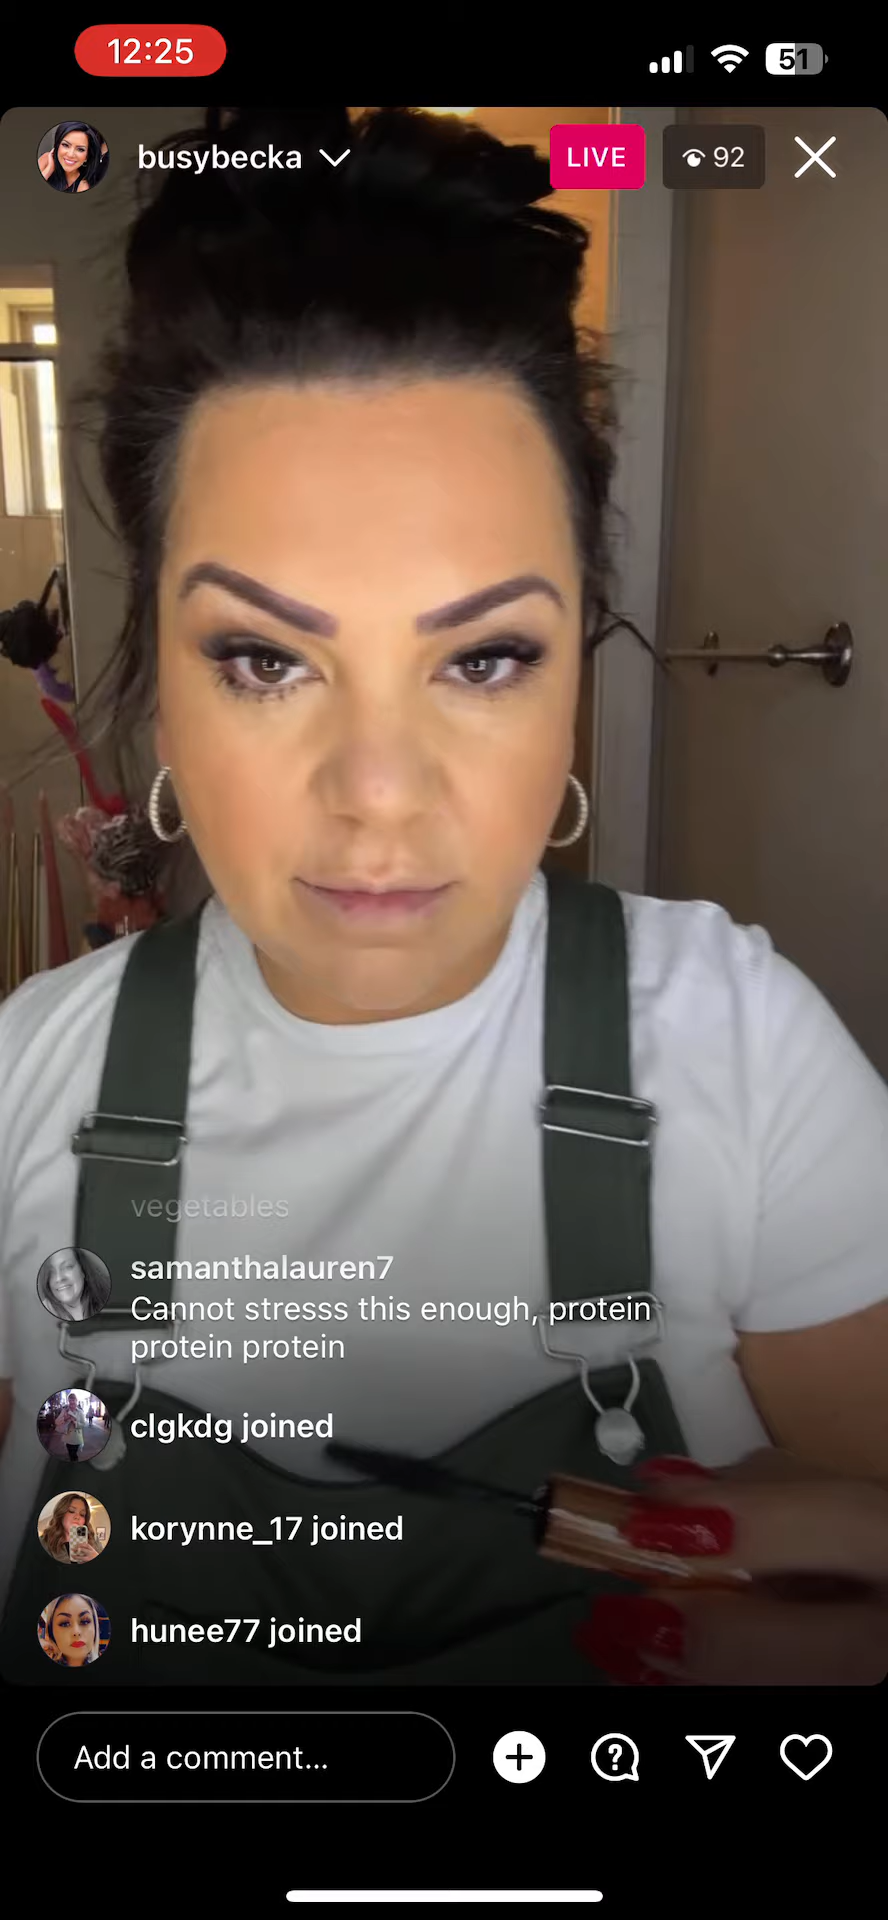 12:25
51
busybecka
LIVE
92
vegetables
samanthalauren7
Cannot stresss this enough, protein
protein protein
clgkdg joined
korynne_17 joined
hunee77 joined
Add a comment...